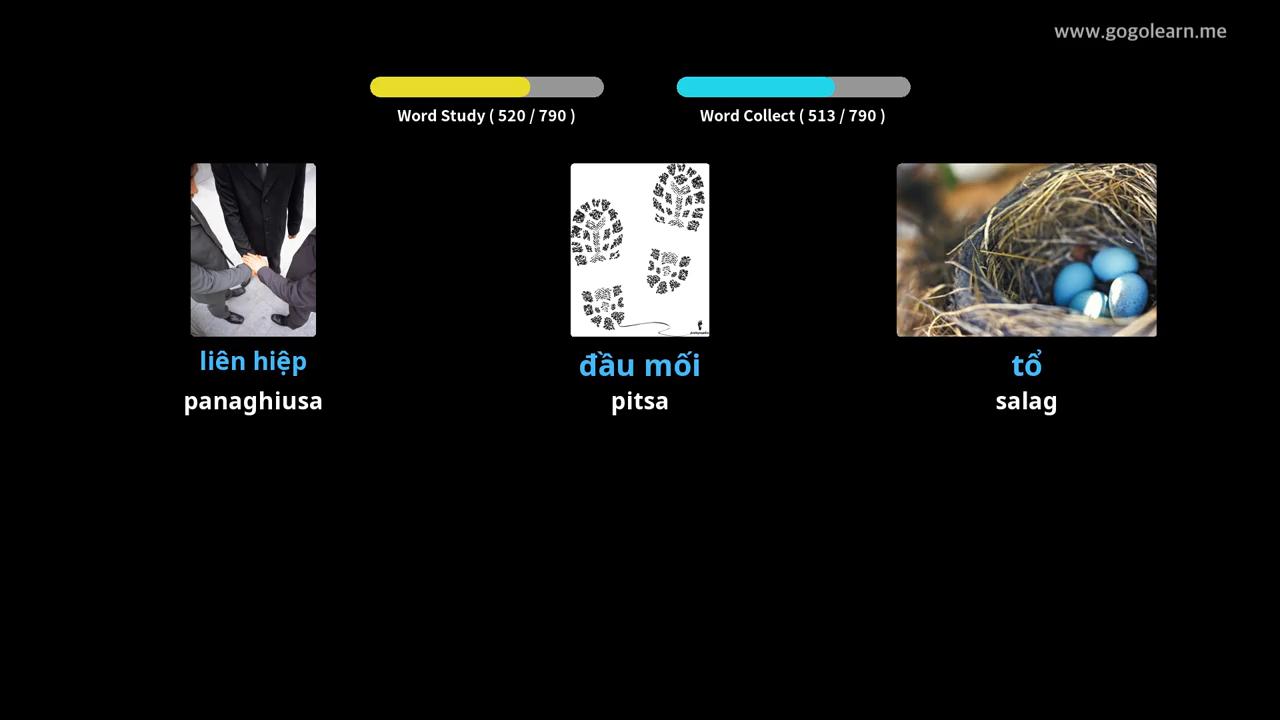 www.gogolearn.me
Word Study ( 520 / 790 )
Word Collect ( 513 / 790 )
liên hiệp
panaghiusa
đầu mối
pitsa
tổ
salag